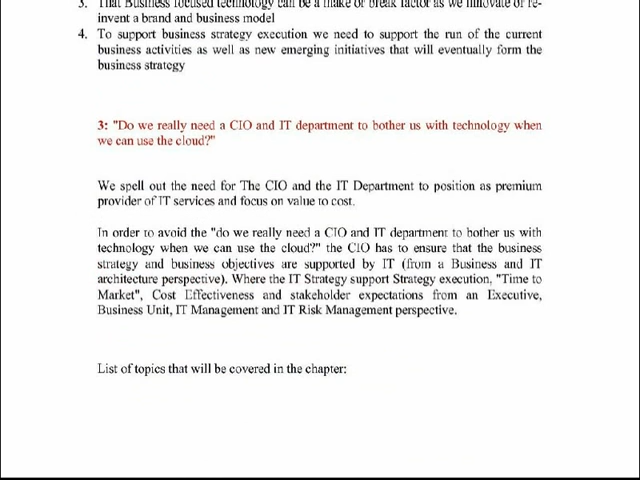 3. That Business focused technology can be a make or break factor as we innovate or re-
invent a brand and business model
4. To support business strategy execution we need to support the run of the current
business activities as well as new emerging initiatives that will eventually form the
business strategy
3: "Do we really need a CIO and IT department to bother us with technology when
we can use the cloud?"
We spell out the need for The CIO and the IT Department to position as premium
provider of IT services and focus on value to cost.
In order to avoid the "do we really need a CIO and IT department to bother us with
technology when we can use the cloud?" the CIO has to ensure that the business
strategy and business objectives are supported by IT (from a Business and IT
architecture perspective). Where the IT Strategy support Strategy execution, "Time to
Market", Cost Effectiveness and stakeholder expectations from an Executive,
Business Unit, IT Management and IT Risk Management perspective.
List of topics that will be covered in the chapter: